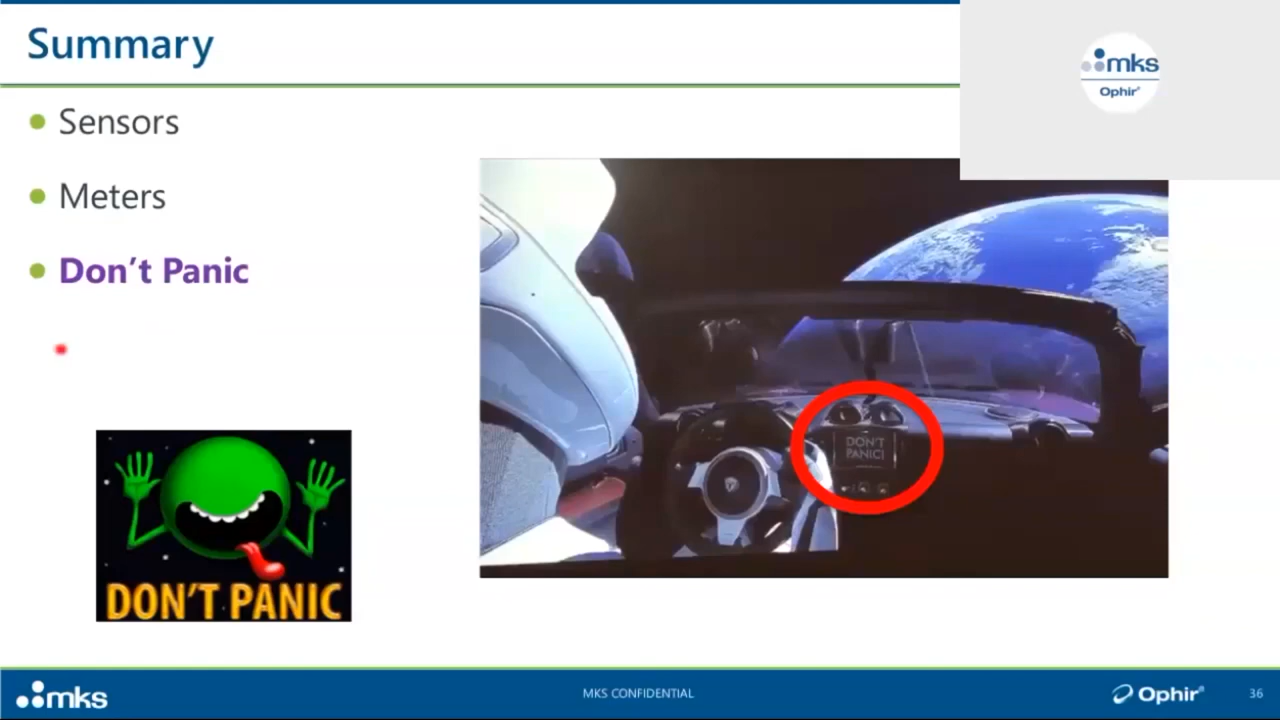 Summary
mks
Ophir®
Sensors
Meters
Don't Panic
DON'T
PANIC!
DON'T PANIC
mks
MKS CONFIDENTIAL
Ophir®
36